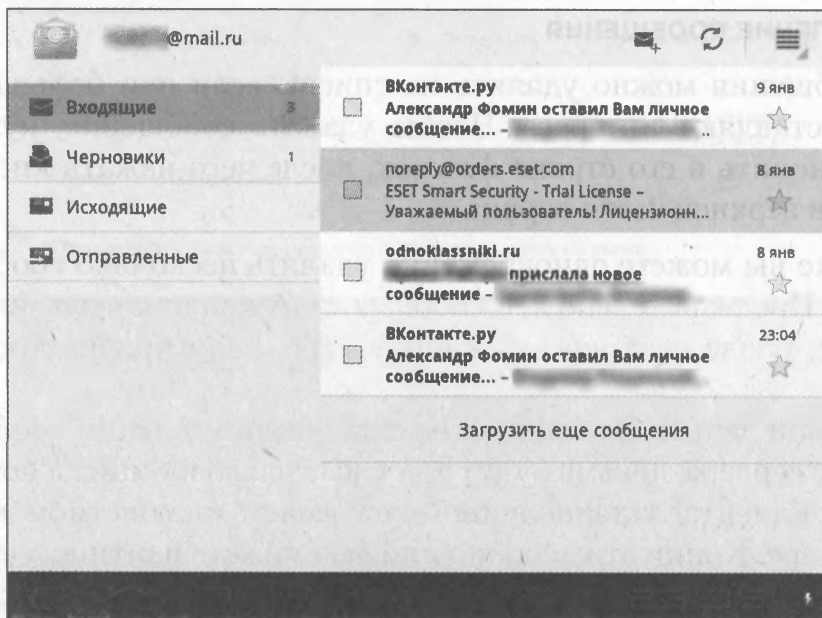 @mail.ru
Входящие 3
Черновики 1
Исходящие
Отправленные
ВКонтакте.ру 9 янв
Александр Фомин оставил Вам личное
сообщение... –
noreply@orders.eset.com 8 янв
ESET Smart Security - Trial License –
Уважаемый пользователь! Лицензионн...
odnoklassniki.ru 8 янв
прислала новое
сообщение –
ВКонтакте.ру 23:04
Александр Фомин оставил Вам личное
сообщение... –
Загрузить еще сообщения